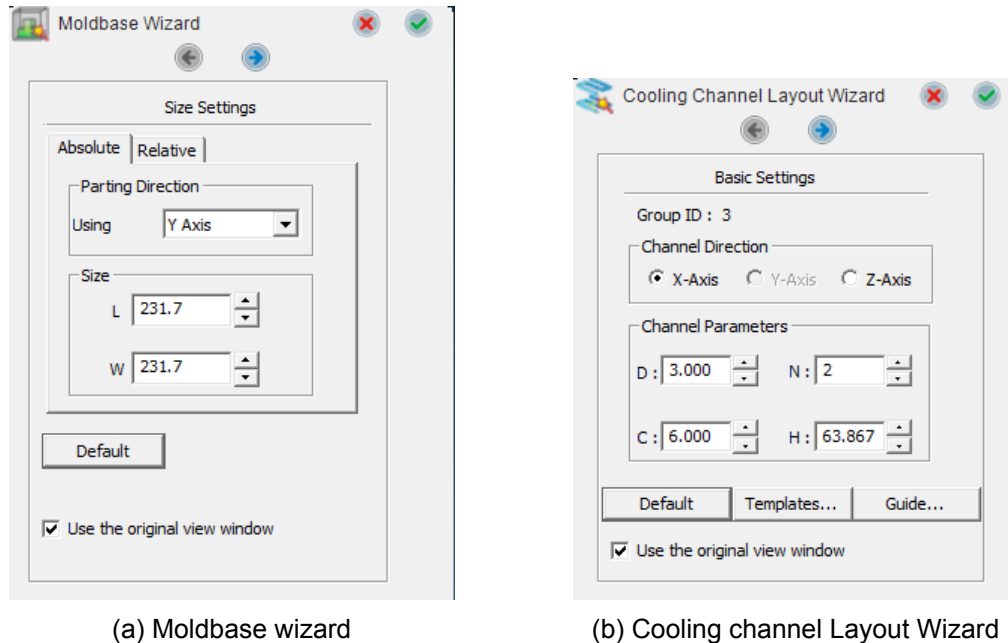 Moldbase Wizard
Size Settings
Absolute Relative
Parting Direction
Using Y Axis
Size
L 231.7
W 231.7
Default
Use the original view window
(a) Moldbase wizard
Cooling Channel Layout Wizard
Basic Settings
Group ID : 3
Channel Direction
X-Axis Y-Axis Z-Axis
Channel Parameters
D : 3.000 N : 2
C : 6.000 H : 63.867
Default Templates... Guide...
Use the original view window
(b) Cooling channel Layout Wizard